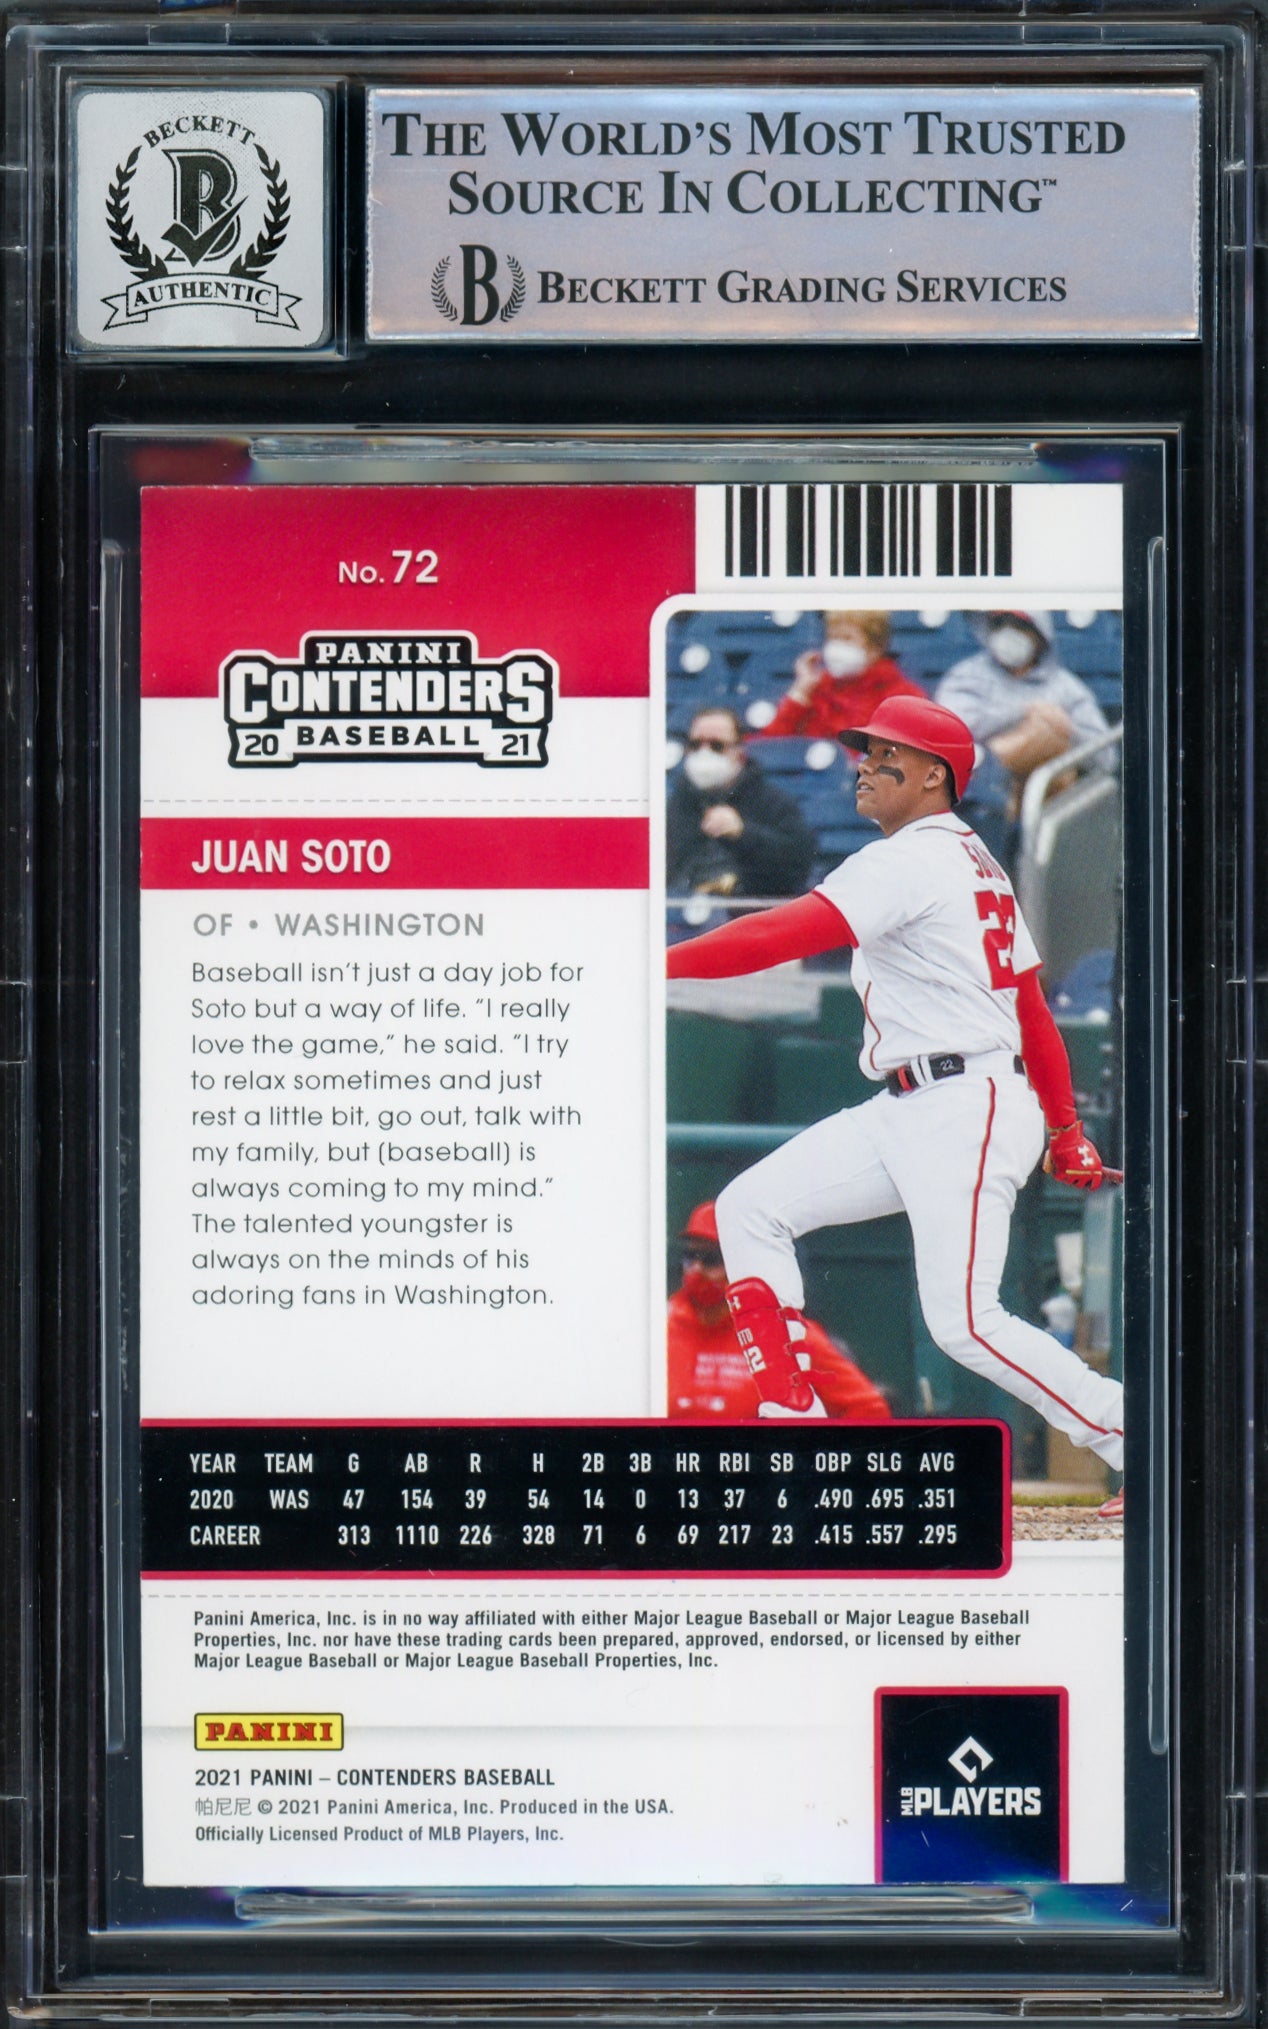 BECKETT
B
AUTHENTIC
THE WORLD'S MOST TRUSTED
SOURCE IN COLLECTING™
B BECKETT GRADING SERVICES
No. 72
PANINI
CONTENDERS
20 BASEBALL 21
JUAN SOTO
OF • WASHINGTON
Baseball isn't just a day job for
Soto but a way of life. "I really
love the game," he said. "I try
to relax sometimes and just
rest a little bit, go out, talk with
my family, but (baseball) is
always coming to my mind."
The talented youngster is
always on the minds of his
adoring fans in Washington.
22
22
YEAR TEAM G AB R H 2B 3B HR RBI SB OBP SLG AVG
2020 WAS 47 154 39 54 14 0 13 37 6 .490 .695 .351
CAREER 313 1110 226 328 71 6 69 217 23 .415 .557 .295
Panini America, Inc. is in no way affiliated with either Major League Baseball or Major League Baseball
Properties, Inc. nor have these trading cards been prepared, approved, endorsed, or licensed by either
Major League Baseball or Major League Baseball Properties, Inc.
PANINI
2021 PANINI – CONTENDERS BASEBALL
帕尼尼 © 2021 Panini America, Inc. Produced in the USA.
Officially Licensed Product of MLB Players, Inc.
MLB PLAYERS